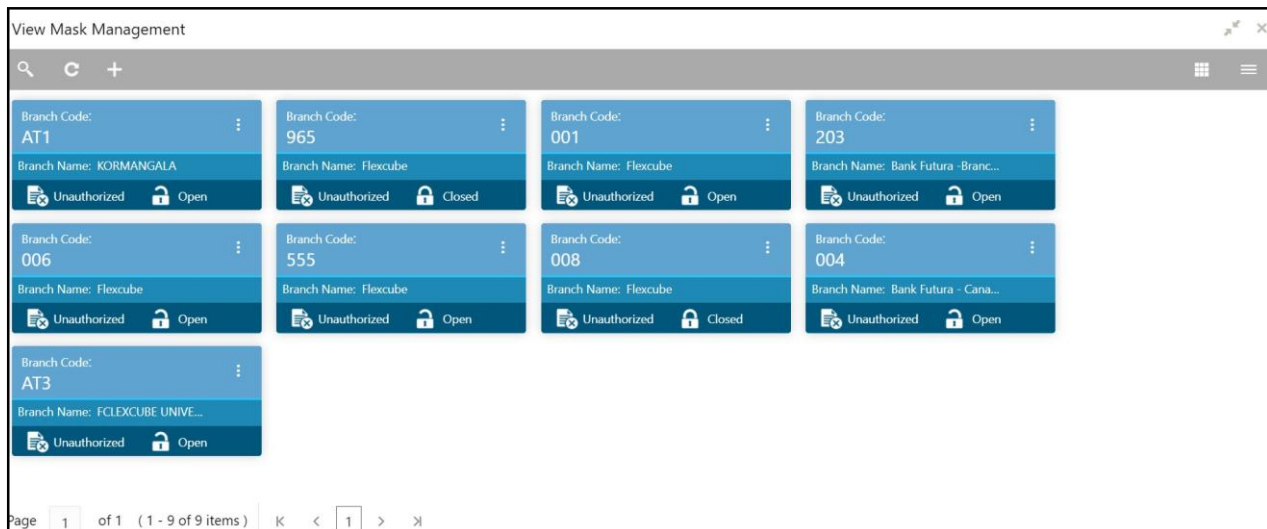 View Mask Management
Branch Code:
AT1
Branch Name: KORMANGALA
Unauthorized Open
Branch Code:
965
Branch Name: Flexcube
Unauthorized Closed
Branch Code:
001
Branch Name: Flexcube
Unauthorized Open
Branch Code:
203
Branch Name: Bank Futura -Branc...
Unauthorized Open
Branch Code:
006
Branch Name: Flexcube
Unauthorized Open
Branch Code:
555
Branch Name: Flexcube
Unauthorized Open
Branch Code:
008
Branch Name: Flexcube
Unauthorized Closed
Branch Code:
004
Branch Name: Bank Futura - Cana...
Unauthorized Open
Branch Code:
AT3
Branch Name: FCLEXCUBE UNIVE...
Unauthorized Open
Page 1 of 1 ( 1 - 9 of 9 items ) 1